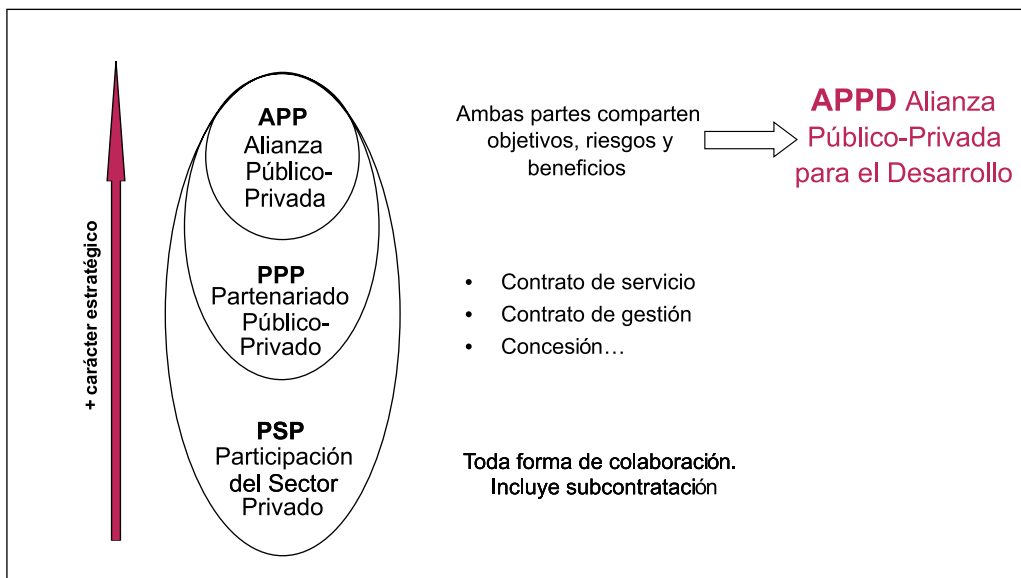 APP
Alianza
Público-
Privada
Ambas partes comparten
objetivos, riesgos y
beneficios
APPD Alianza
Público-Privada
para el Desarrollo
+ carácter estratégico
PPP
Partenariado
Público-
Privado
• Contrato de servicio
• Contrato de gestión
• Concesión…
PSP
Participación
del Sector
Privado
Toda forma de colaboración.
Incluye subcontratación